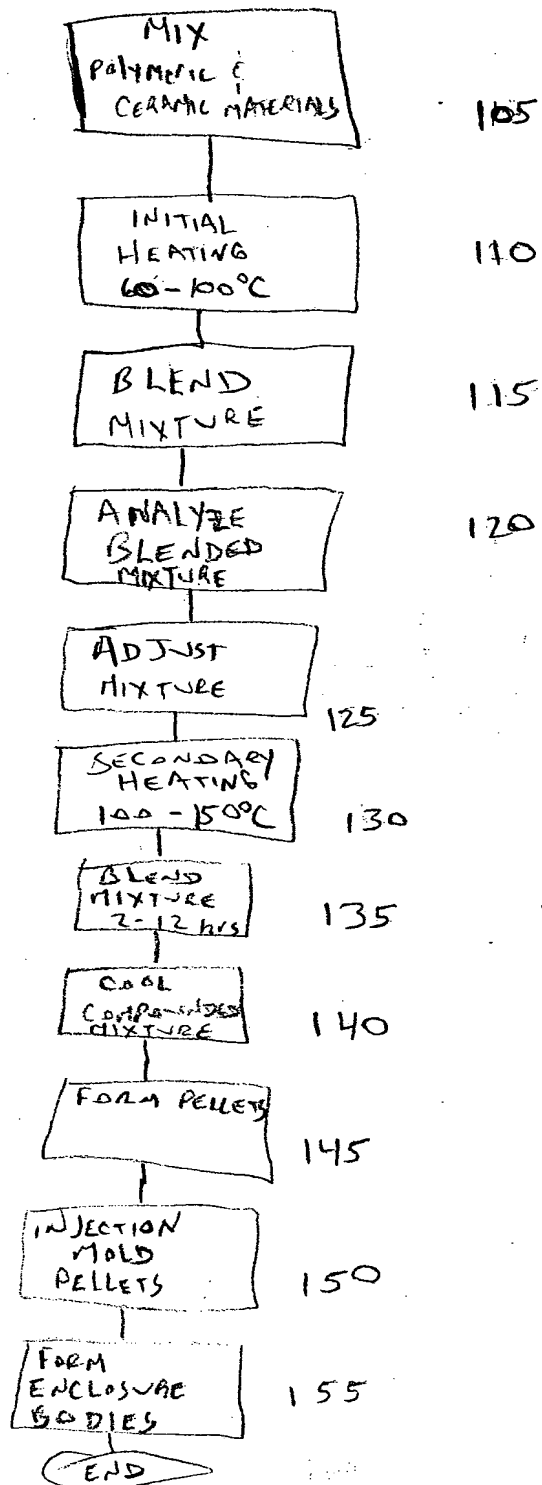 MIX
POLYMERIC &
CERAMIC MATERIALS
105
INITIAL
HEATING
60-100°C
110
BLEND
MIXTURE
115
ANALYZE
BLENDED
MIXTURE
120
ADJUST
MIXTURE
125
SECONDARY
HEATING
100-150°C
130
BLEND
MIXTURE
2-12 hrs
135
COOL
COMPOUNDED
MIXTURE
140
FORM PELLETS
145
INJECTION
MOLD
PELLETS
150
FORM
ENCLOSURE
BODIES
155
END